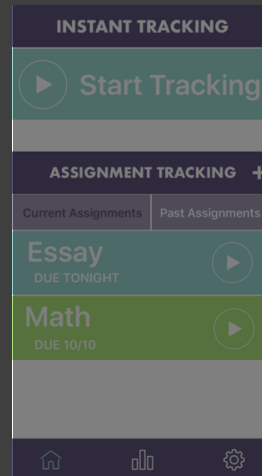 INSTANT TRACKING
Start Tracking
ASSIGNMENT TRACKING +
Current Assignments Past Assignments
Essay
DUE TONIGHT
Math
DUE 10/10